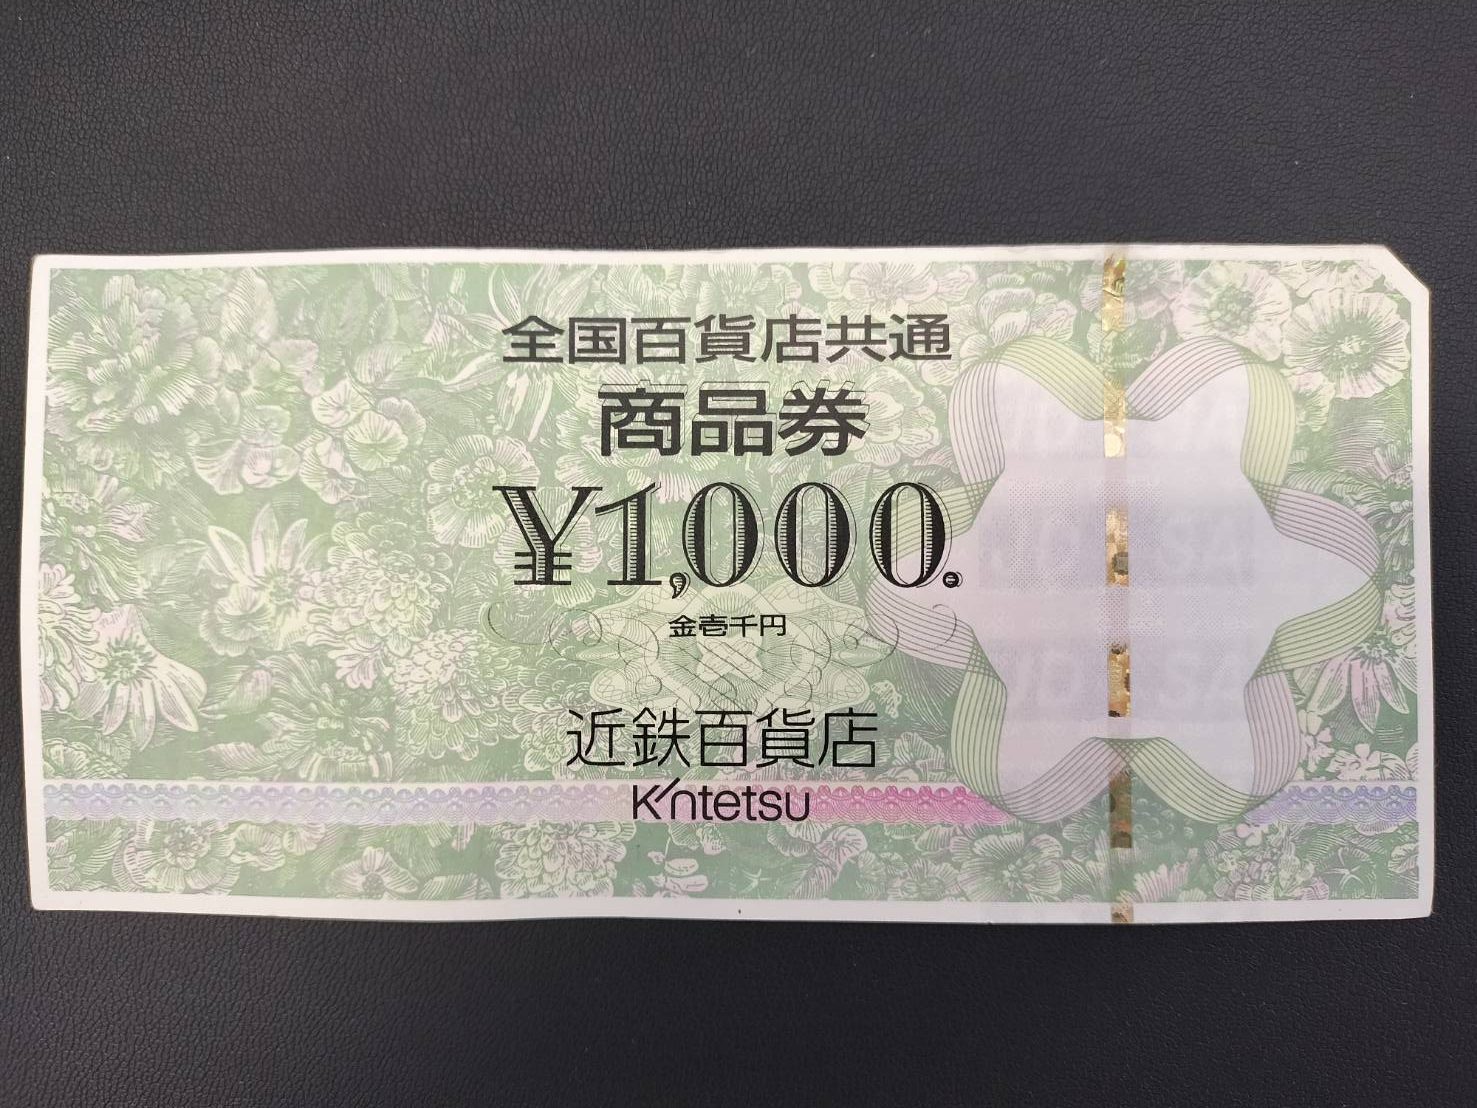 全国百貨店共通
商品券
¥1,000.
金壱千円
近鉄百貨店
Kintetsu